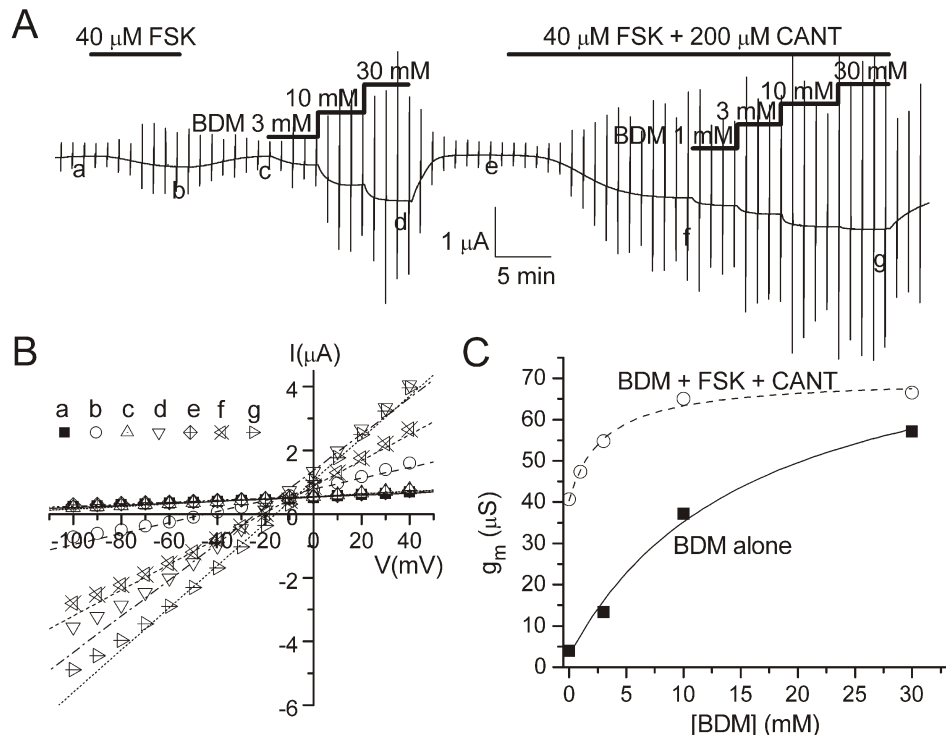 A
40 μM FSK
40 μM FSK + 200 μM CANT
30 mM
10 mM
BDM 3 mM
30 mM
10 mM
3 mM
BDM 1 mM
a
b
c
d
e
f
g
1 μA
5 min
B
I(μA)
a b c d e f g
4
2
0
-2
-4
-6
-100 -80 -60 -40 -20 0 20 40
V(mV)
C
BDM + FSK + CANT
BDM alone
gm (μS)
70
60
50
40
30
20
10
0
0 5 10 15 20 25 30
[BDM] (mM)